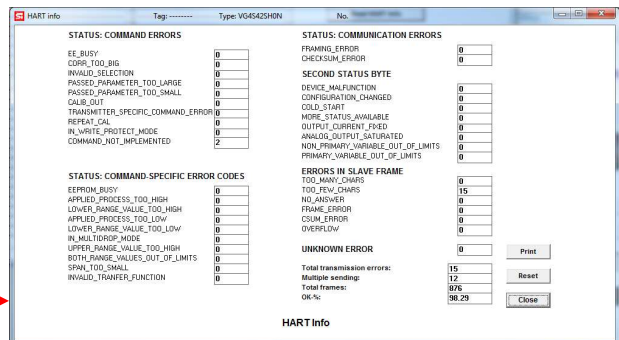 HART info Tag: -------- Type: VG4S42SH0N No.
STATUS: COMMAND ERRORS
EE_BUSY 0
CORR_TOO_BIG 0
INVALID_SELECTION 0
PASSED_PARAMETER_TOO_LARGE 0
PASSED_PARAMETER_TOO_SMALL 0
CALIB_OUT 0
TRANSMITTER_SPECIFIC_COMMAND_ERROR 0
REPEAT_CAL 0
IN_WRITE_PROTECT_MODE 0
COMMAND_NOT_IMPLEMENTED 2
STATUS: COMMAND-SPECIFIC ERROR CODES
EEPROM_BUSY 0
APPLIED_PROCESS_TOO_HIGH 0
LOWER_RANGE_VALUE_TOO_HIGH 0
APPLIED_PROCESS_TOO_LOW 0
LOWER_RANGE_VALUE_TOO_LOW 0
IN_MULTIDROP_MODE 0
UPPER_RANGE_VALUE_TOO_HIGH 0
BOTH_RANGE_VALUES_OUT_OF_LIMITS 0
SPAN_TOO_SMALL 0
INVALID_TRANFER_FUNCTION 0
STATUS: COMMUNICATION ERRORS
FRAMING_ERROR 0
CHECKSUM_ERROR 0
SECOND STATUS BYTE
DEVICE_MALFUNCTION 0
CONFIGURATION_CHANGED 0
COLD_START 0
MORE_STATUS_AVAILABLE 0
OUTPUT_CURRENT_FIXED 0
ANALOG_OUTPUT_SATURATED 0
NON_PRIMARY_VARIABLE_OUT_OF_LIMITS 0
PRIMARY_VARIABLE_OUT_OF_LIMITS 0
ERRORS IN SLAVE FRAME
TOO_MANY_CHARS 0
TOO_FEW_CHARS 15
NO_ANSWER 0
FRAME_ERROR 0
CSUM_ERROR 0
OVERFLOW 0
UNKNOWN ERROR 0
Total transmission errors: 15
Multiple sending: 12
Total frames: 876
OK-%: 98.29
Print
Reset
Close
HART Info